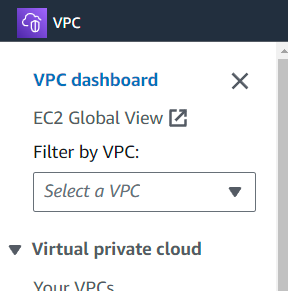 VPC
VPC dashboard
EC2 Global View
Filter by VPC:
Select a VPC
Virtual private cloud
Your VPCs